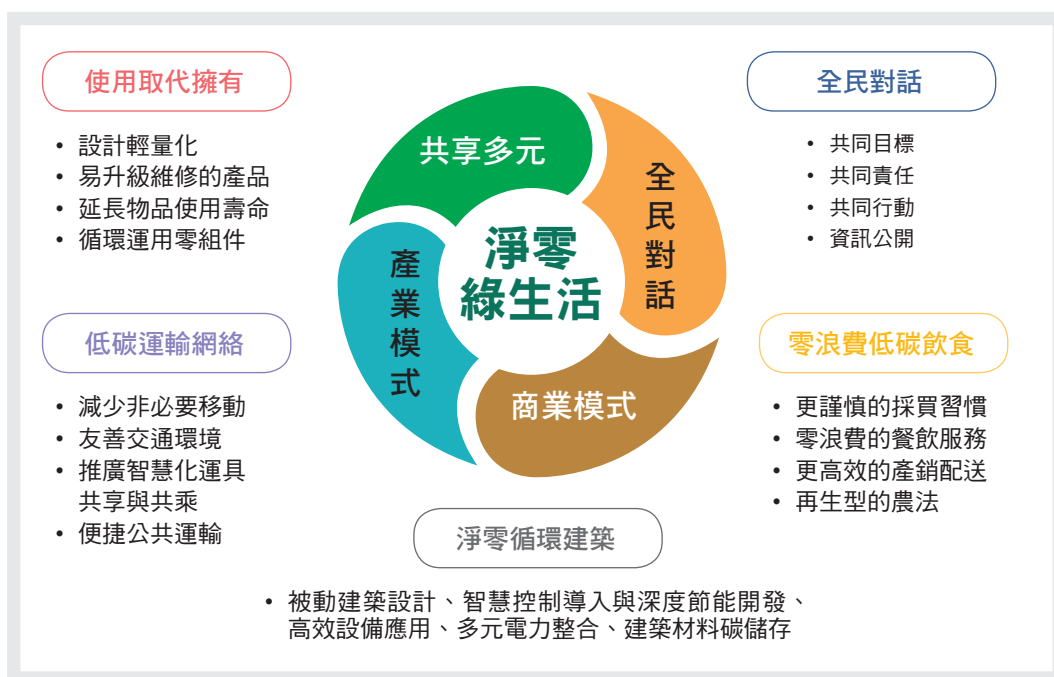 使用取代擁有
• 設計輕量化
• 易升級維修的產品
• 延長物品使用壽命
• 循環運用零組件
低碳運輸網絡
• 減少非必要移動
• 友善交通環境
• 推廣智慧化運具
共享與共乘
• 便捷公共運輸
共享多元
全民對話
產業模式
商業模式
淨零
綠生活
全民對話
• 共同目標
• 共同責任
• 共同行動
• 資訊公開
零浪費低碳飲食
• 更謹慎的採買習慣
• 零浪費的餐飲服務
• 更高效的產銷配送
• 再生型的農法
淨零循環建築
• 被動建築設計、智慧控制導入與深度節能開發、
高效設備應用、多元電力整合、建築材料碳儲存